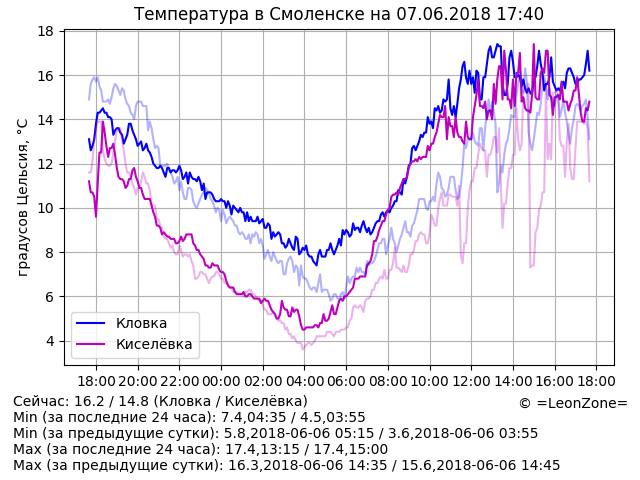 Температура в Смоленске на 07.06.2018 17:40
градусов Цельсия, °C
18
16
14
12
10
8
6
4
Кловка
Киселёвка
18:00 20:00 22:00 00:00 02:00 04:00 06:00 08:00 10:00 12:00 14:00 16:00 18:00
Сейчас: 16.2 / 14.8 (Кловка / Киселёвка)
© =LeonZone=
Min (за последние 24 часа): 7.4,04:35 / 4.5,03:55
Min (за предыдущие сутки): 5.8,2018-06-06 05:15 / 3.6,2018-06-06 03:55
Max (за последние 24 часа): 17.4,13:15 / 17.4,15:00
Max (за предыдущие сутки): 16.3,2018-06-06 14:35 / 15.6,2018-06-06 14:45